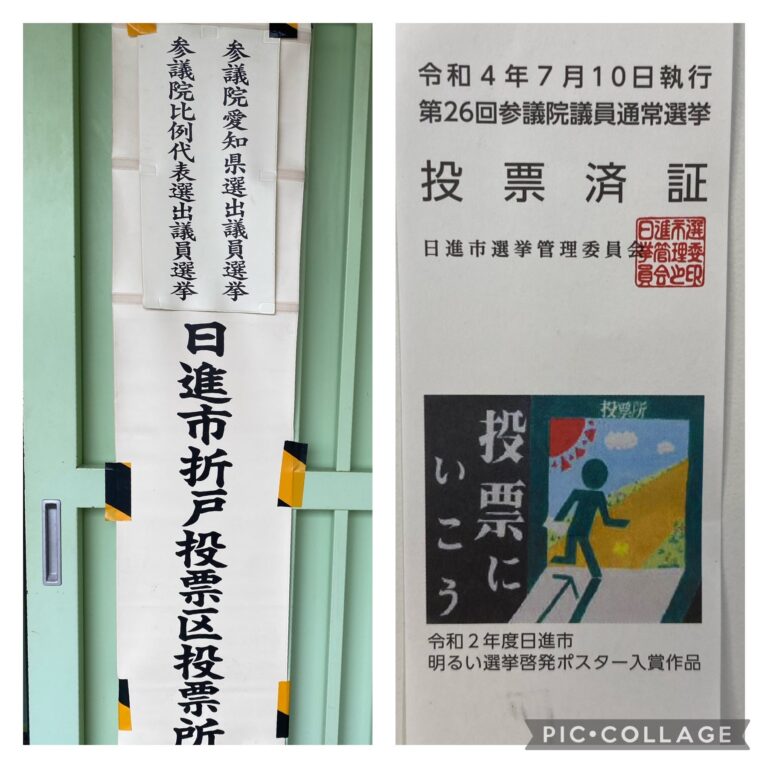 参議院愛知県選出議員選挙
参議院比例代表選出議員選挙
日進市折戸投票区投票所
令和4年7月10日執行
第26回参議院議員通常選挙
投票済証
日進市選挙管理委員会
日進市選
挙管理委
員会之印
投票所
投票に
いこう
令和2年度日進市
明るい選挙啓発ポスター入賞作品
PIC•COLLAGE